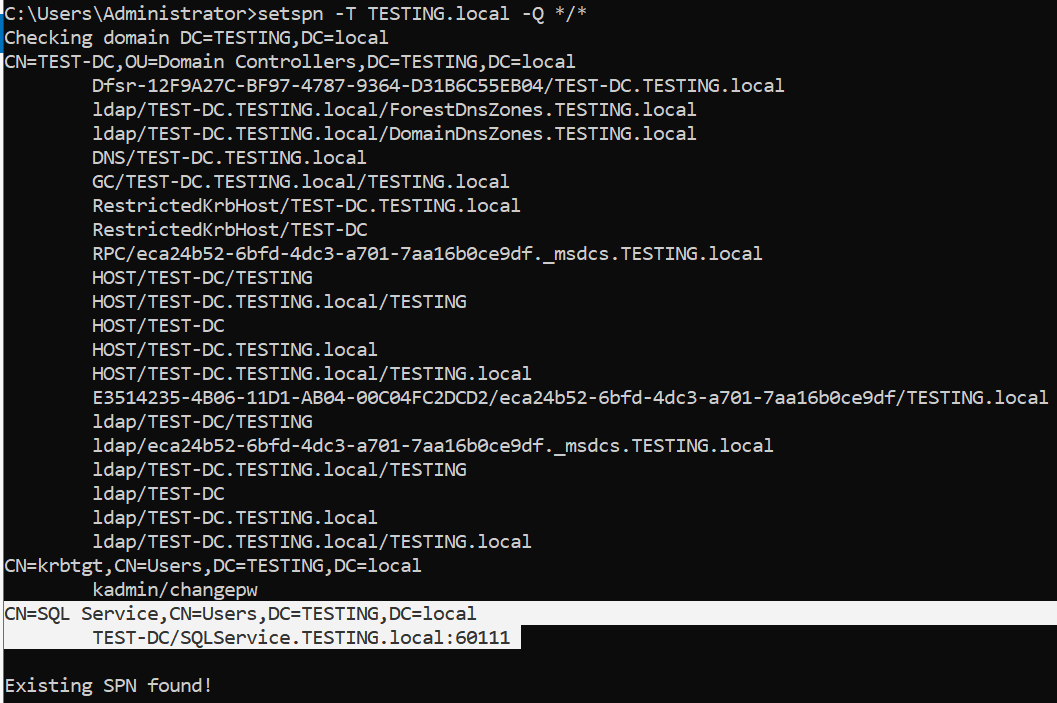 C:\Users\Administrator>setspn -T TESTING.local -Q */*
Checking domain DC=TESTING,DC=local
CN=TEST-DC,OU=Domain Controllers,DC=TESTING,DC=local
Dfsr-12F9A27C-BF97-4787-9364-D31B6C55EB04/TEST-DC.TESTING.local
ldap/TEST-DC.TESTING.local/ForestDnsZones.TESTING.local
ldap/TEST-DC.TESTING.local/DomainDnsZones.TESTING.local
DNS/TEST-DC.TESTING.local
GC/TEST-DC.TESTING.local/TESTING.local
RestrictedKrbHost/TEST-DC.TESTING.local
RestrictedKrbHost/TEST-DC
RPC/eca24b52-6bfd-4dc3-a701-7aa16b0ce9df._msdcs.TESTING.local
HOST/TEST-DC/TESTING
HOST/TEST-DC.TESTING.local/TESTING
HOST/TEST-DC
HOST/TEST-DC.TESTING.local
HOST/TEST-DC.TESTING.local/TESTING.local
E3514235-4B06-11D1-AB04-00C04FC2DCD2/eca24b52-6bfd-4dc3-a701-7aa16b0ce9df/TESTING.local
ldap/TEST-DC/TESTING
ldap/eca24b52-6bfd-4dc3-a701-7aa16b0ce9df._msdcs.TESTING.local
ldap/TEST-DC.TESTING.local/TESTING
ldap/TEST-DC
ldap/TEST-DC.TESTING.local
ldap/TEST-DC.TESTING.local/TESTING.local
CN=krbtgt,CN=Users,DC=TESTING,DC=local
kadmin/changepw
CN=SQL Service,CN=Users,DC=TESTING,DC=local
TEST-DC/SQLService.TESTING.local:60111
Existing SPN found!